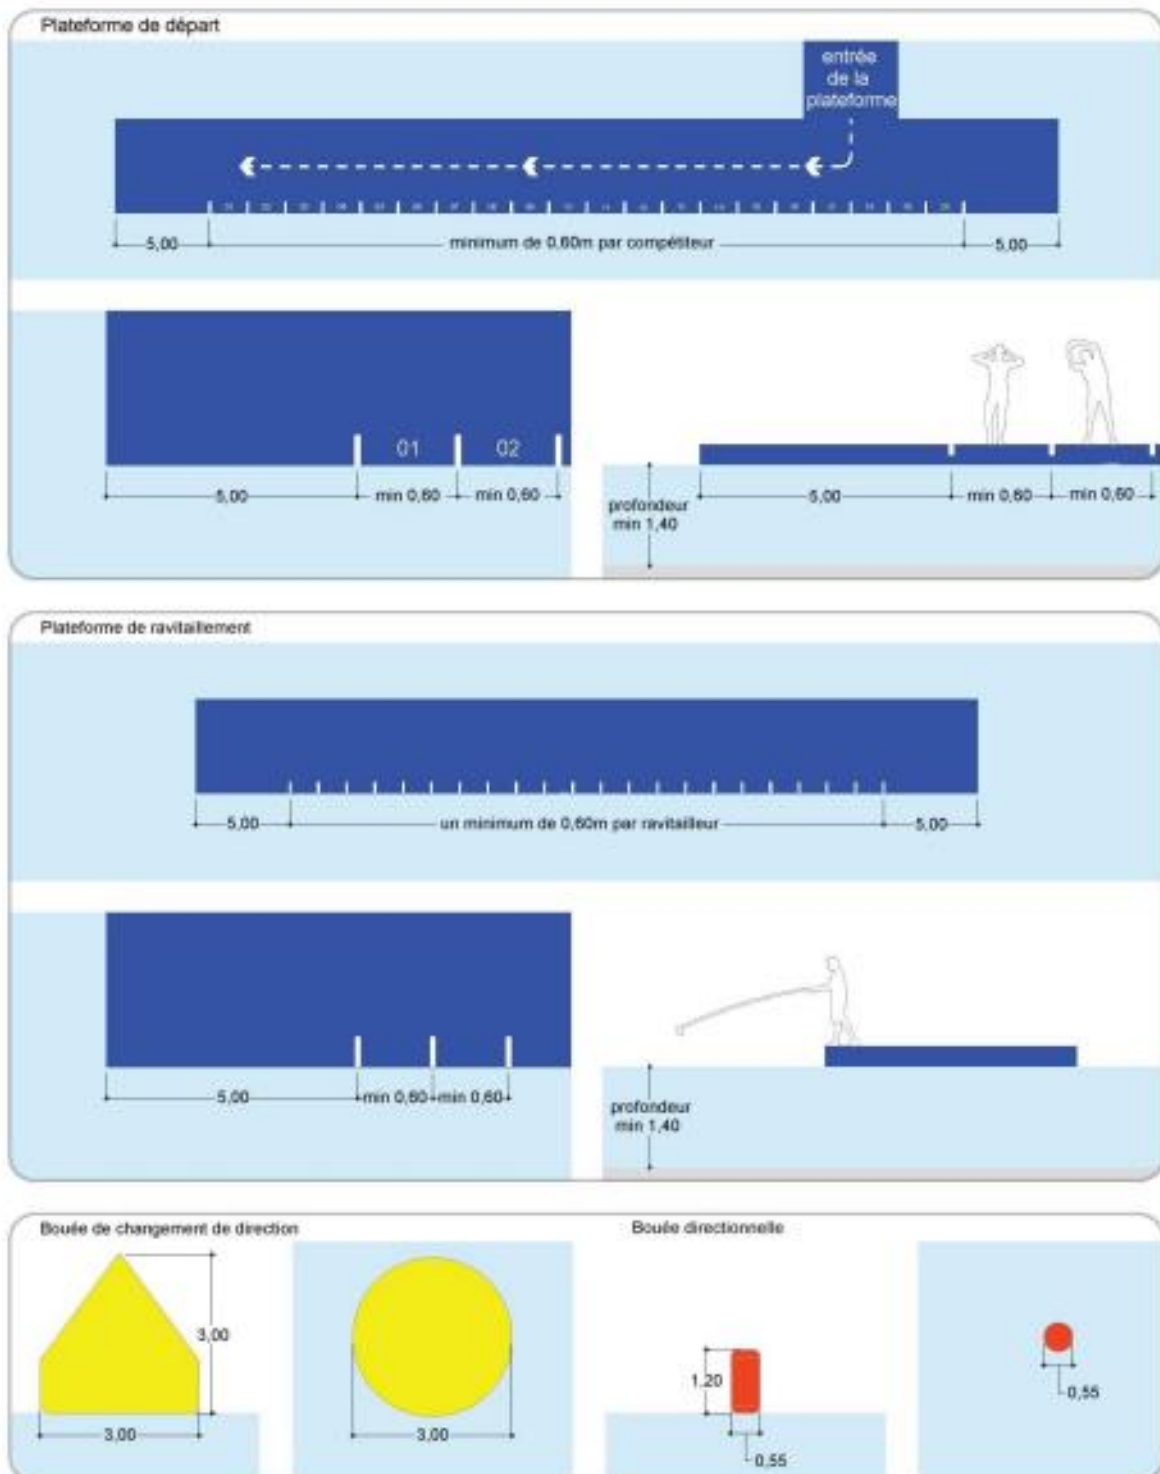 Plateforme de départ
entrée
de la
plateforme
5,00
minimum de 0,60m par compétiteur
5,00
01
02
5,00
min 0,60
min 0,60
profondeur
min 1,40
5,00
min 0,60
min 0,60
Plateforme de ravitaillement
5,00
un minimum de 0,60m par ravitailleur
5,00
5,00
min 0,60
min 0,60
profondeur
min 1,40
Bouée de changement de direction
Bouée directionnelle
3,00
3,00
3,00
1,20
0,55
0,55